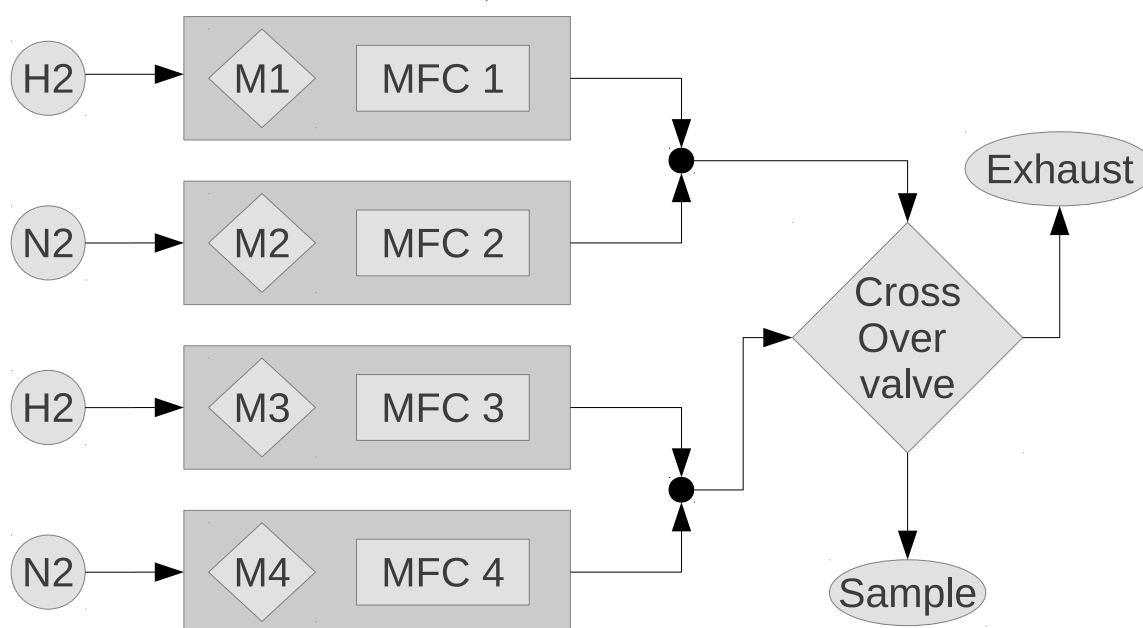 H2
M1
MFC 1
N2
M2
MFC 2
H2
M3
MFC 3
N2
M4
MFC 4
Cross
Over
valve
Exhaust
Sample